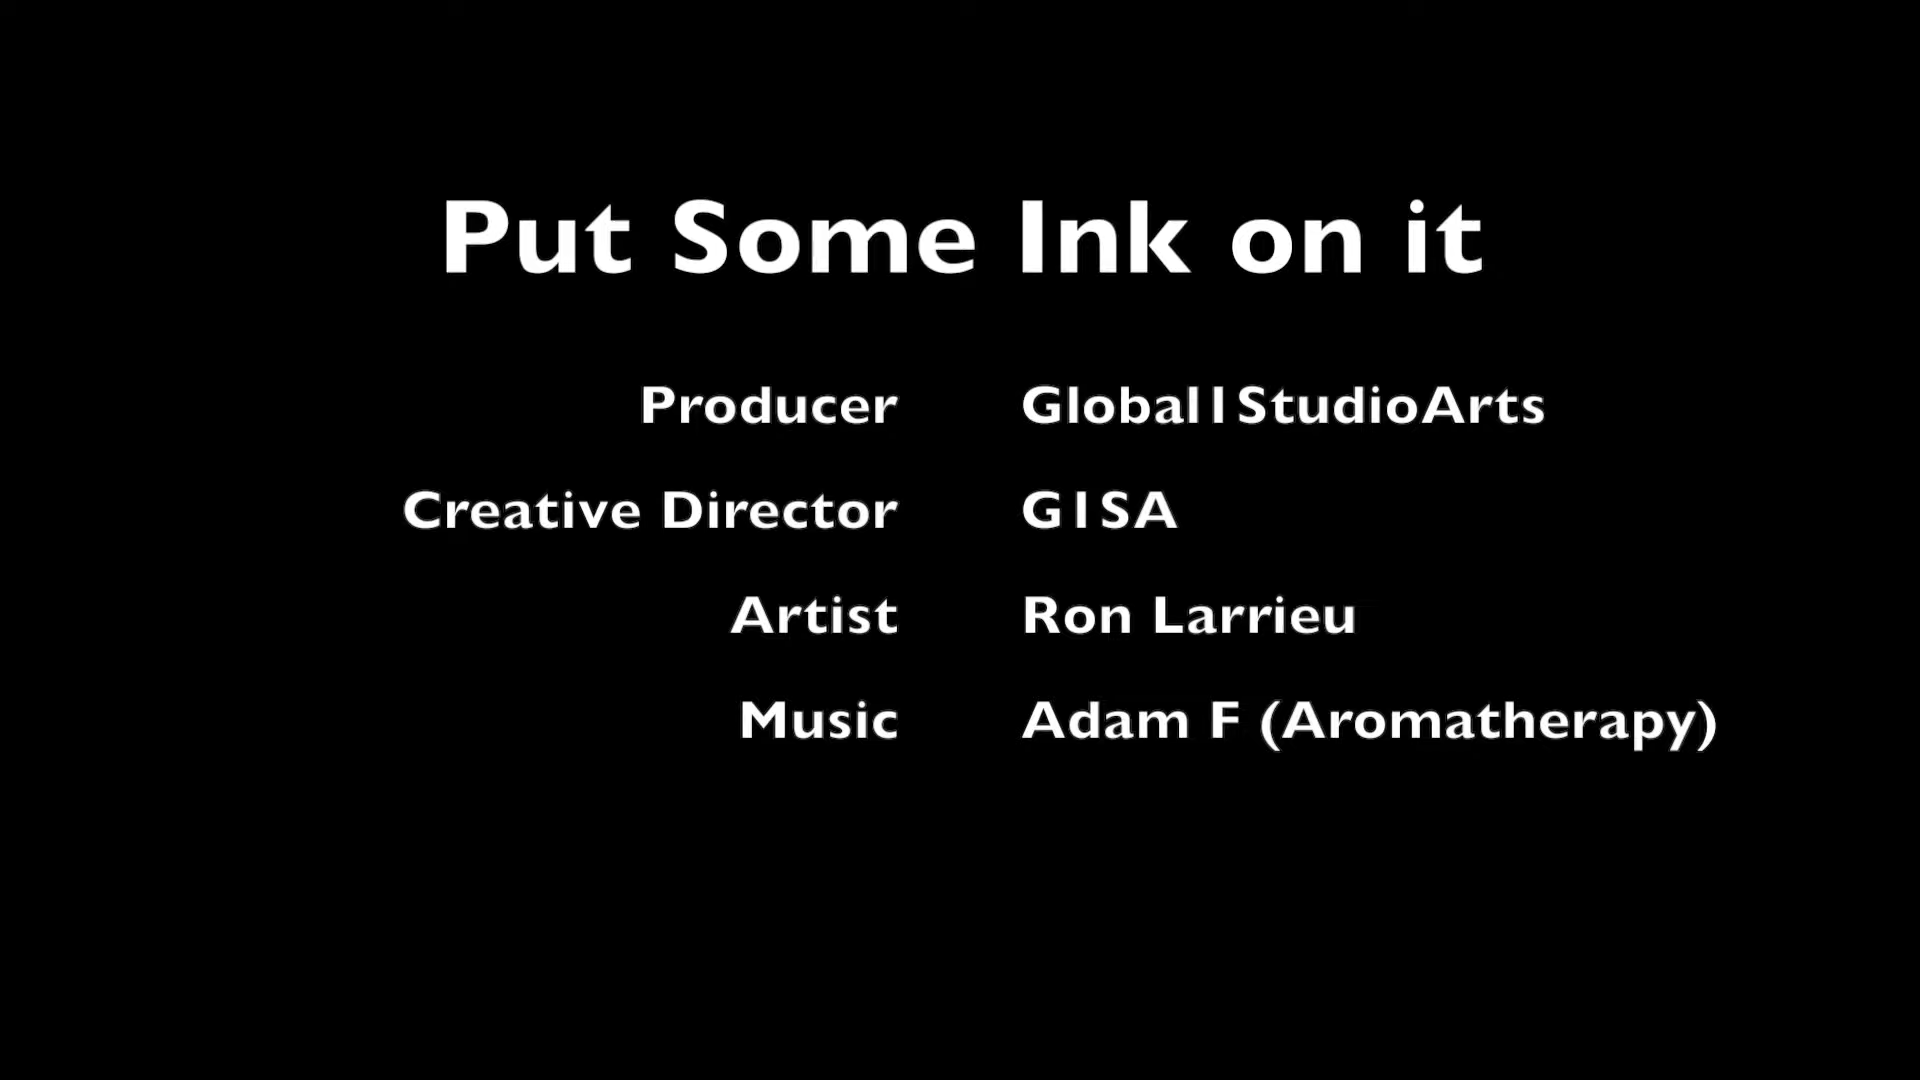 Put Some Ink on it
Producer Global1StudioArts
Creative Director G1SA
Artist Ron Larrieu
Music Adam F (Aromatherapy)